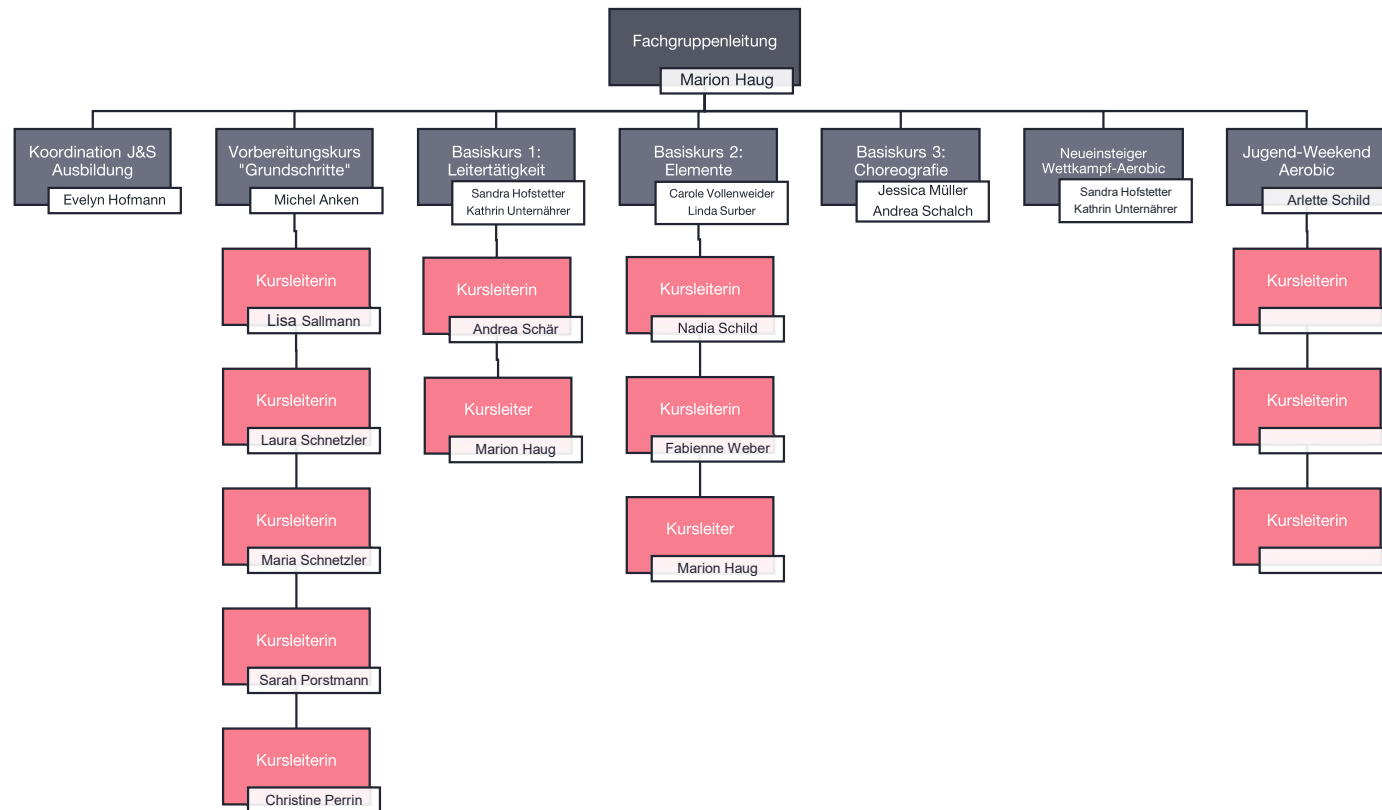 Fachgruppenleitung
Marion Haug
Koordination J&S
Ausbildung
Evelyn Hofmann
Vorbereitungskurs
"Grundschritte"
Michel Anken
Kursleiterin
Lisa Sallmann
Kursleiterin
Laura Schnetzler
Kursleiterin
Maria Schnetzler
Kursleiterin
Sarah Porstmann
Kursleiterin
Christine Perrin
Basiskurs 1:
Leitertätigkeit
Sandra Hofstetter
Kathrin Unternährer
Kursleiterin
Andrea Schär
Kursleiter
Marion Haug
Basiskurs 2:
Elemente
Carole Vollenweider
Linda Surber
Kursleiterin
Nadia Schild
Kursleiterin
Fabienne Weber
Kursleiter
Marion Haug
Basiskurs 3:
Choreografie
Jessica Müller
Andrea Schalch
Neueinsteiger
Wettkampf-Aerobic
Sandra Hofstetter
Kathrin Unternährer
Jugend-Weekend
Aerobic
Arlette Schild
Kursleiterin
Kursleiterin
Kursleiterin